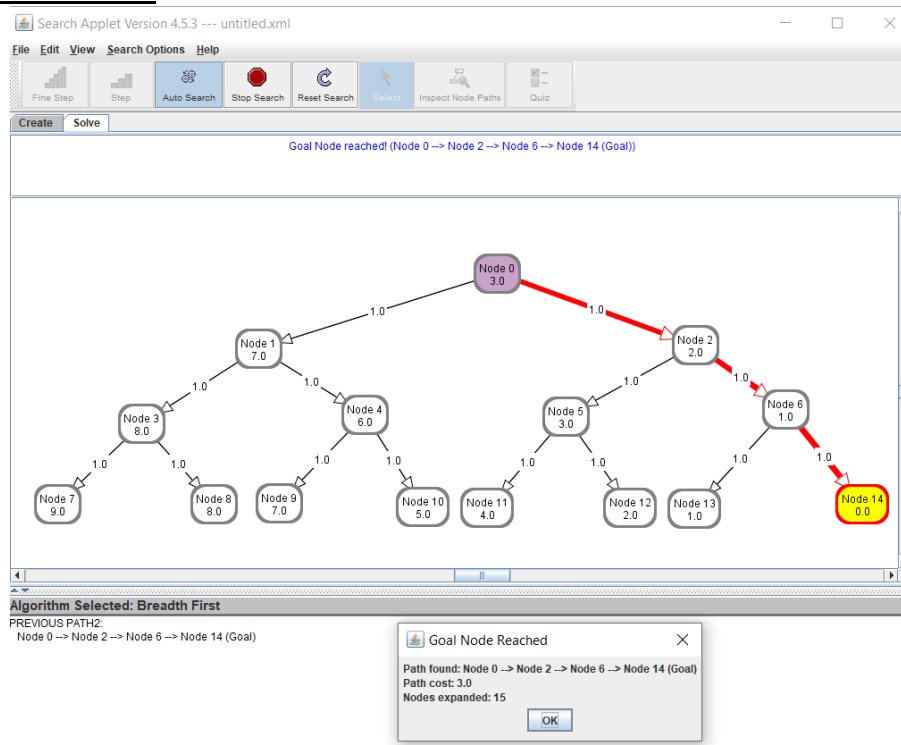 Search Applet Version 4.5.3 --- untitled.xml
File Edit View Search Options Help
Fine Step Step Auto Search Stop Search Reset Search Select Inspect Node Paths Quiz
Create Solve
Goal Node reached! (Node 0 --> Node 2 --> Node 6 --> Node 14 (Goal))
Node 0
3.0
1.0 1.0
Node 1
7.0
Node 2
2.0
1.0 1.0 1.0 1.0
Node 3
8.0
Node 4
6.0
Node 5
3.0
Node 6
1.0
1.0 1.0 1.0 1.0 1.0 1.0 1.0 1.0
Node 7
9.0
Node 8
8.0
Node 9
7.0
Node 10
5.0
Node 11
4.0
Node 12
2.0
Node 13
1.0
Node 14
0.0
Algorithm Selected: Breadth First
PREVIOUS PATH2:
Node 0 --> Node 2 --> Node 6 --> Node 14 (Goal)
Goal Node Reached
Path found: Node 0 --> Node 2 --> Node 6 --> Node 14 (Goal)
Path cost: 3.0
Nodes expanded: 15
OK